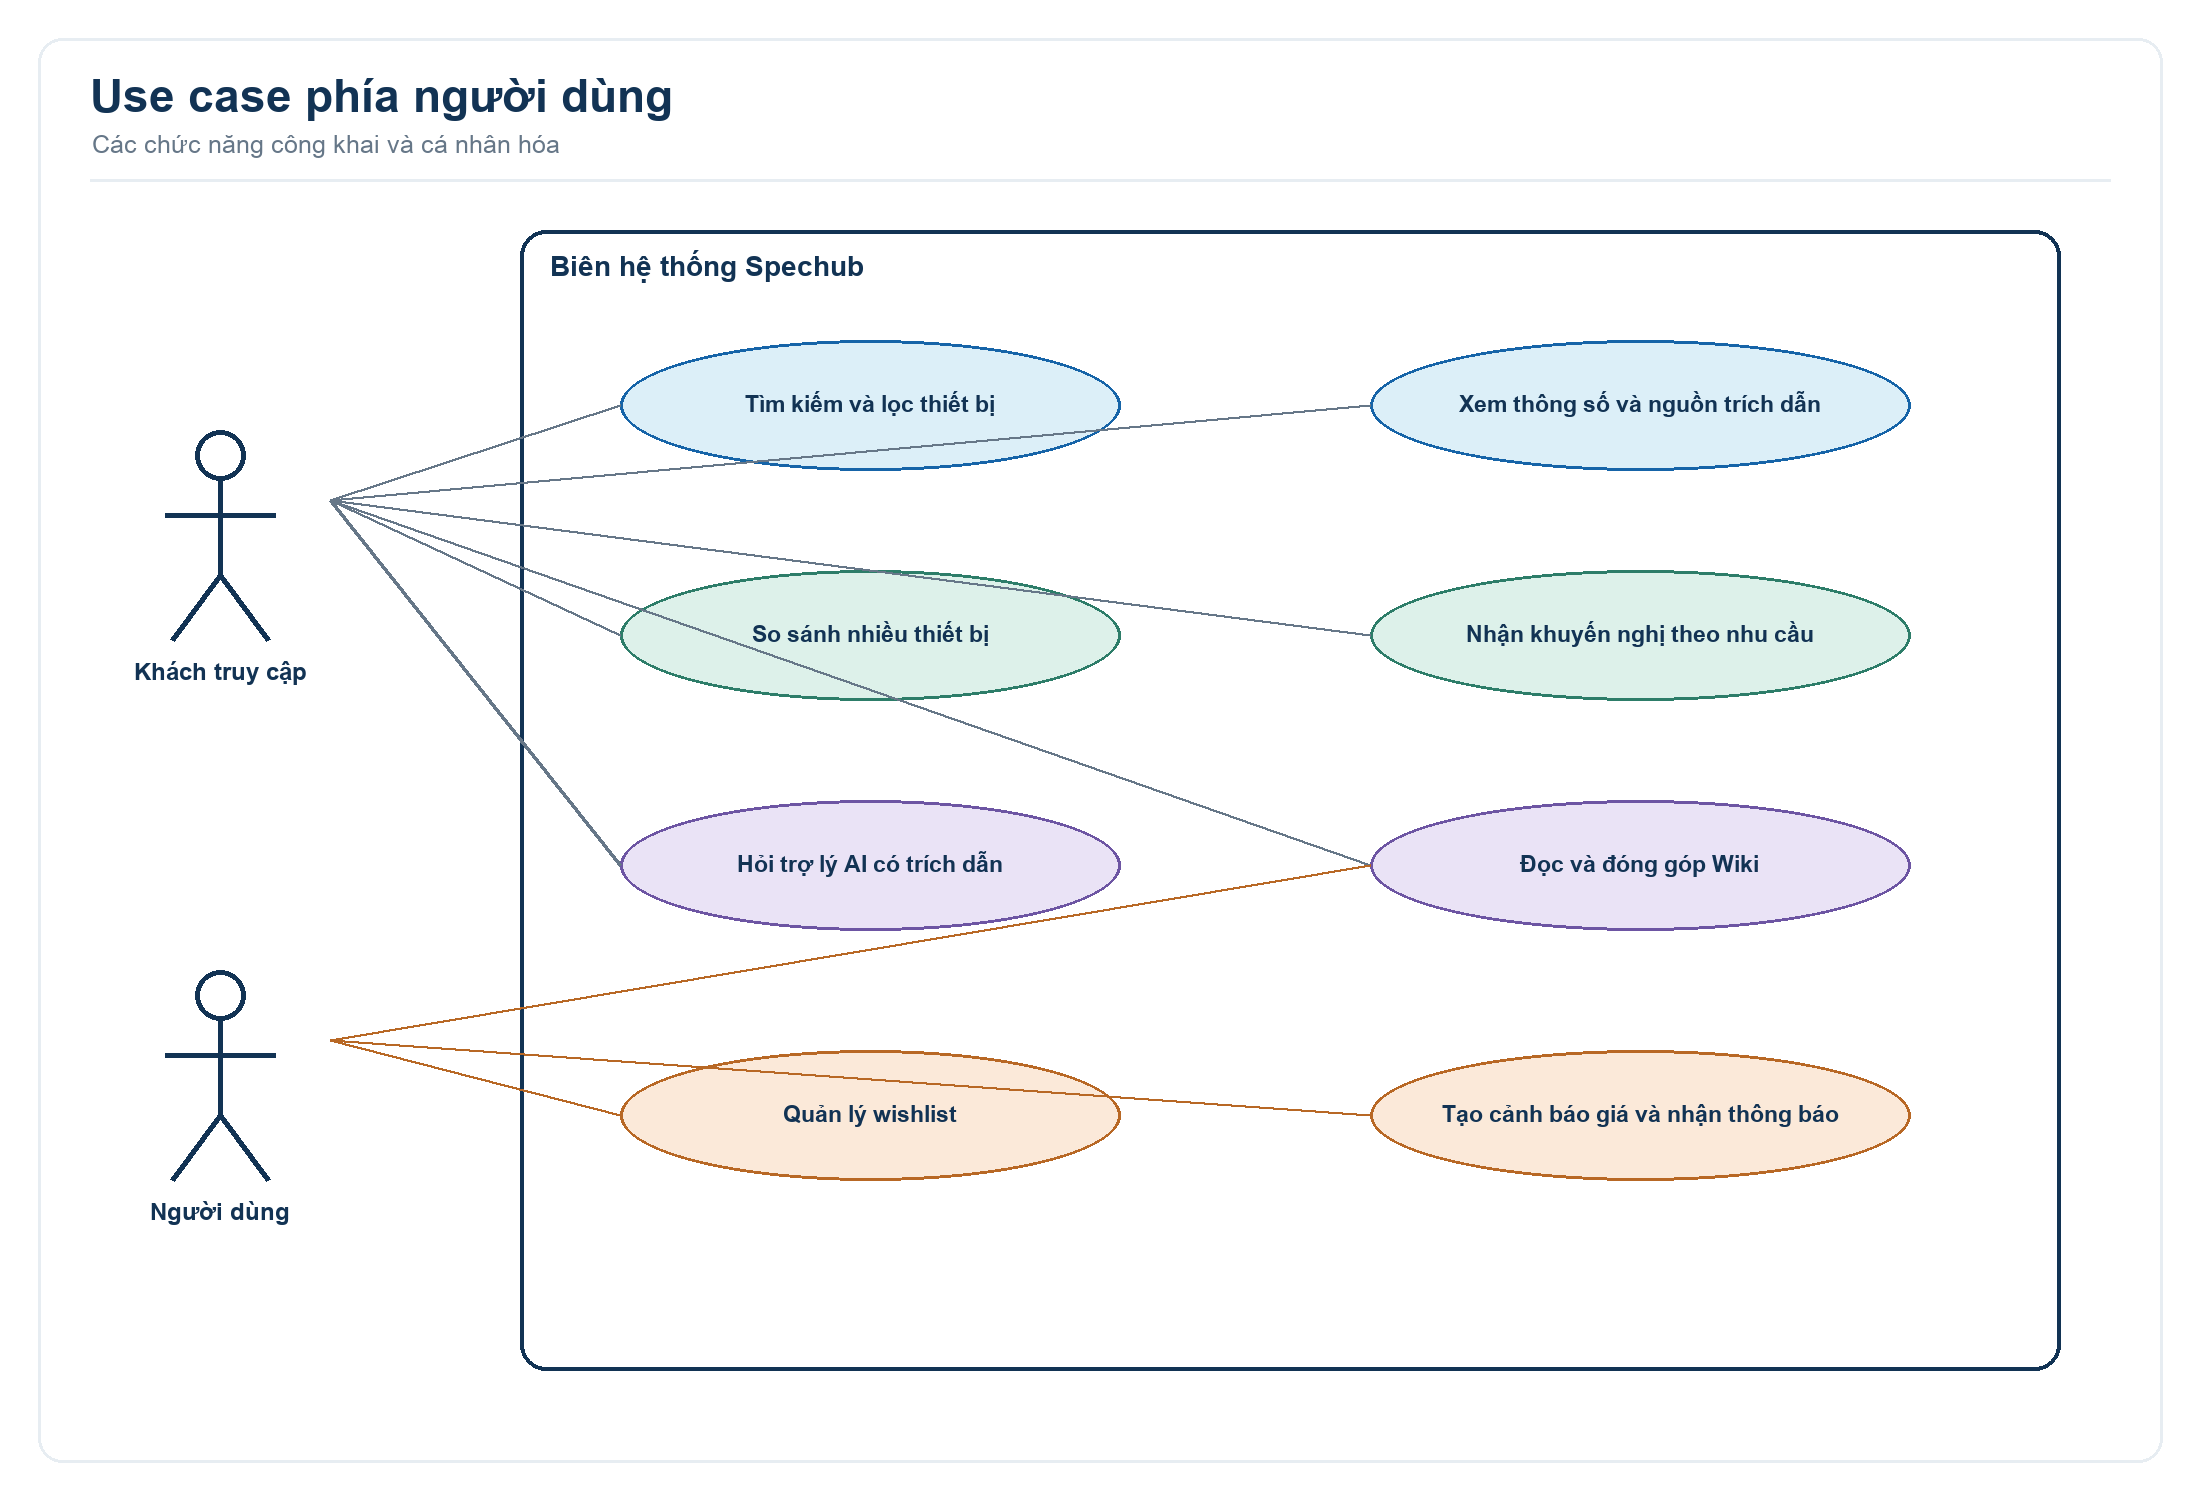 Use case phía người dùng
Các chức năng công khai và cá nhân hóa
Biên hệ thống Spechub
Tìm kiếm và lọc thiết bị
Xem thông số và nguồn trích dẫn
So sánh nhiều thiết bị
Nhận khuyến nghị theo nhu cầu
Khách truy cập
Hỏi trợ lý AI có trích dẫn
Đọc và đóng góp Wiki
Quản lý wishlist
Tạo cảnh báo giá và nhận thông báo
Người dùng